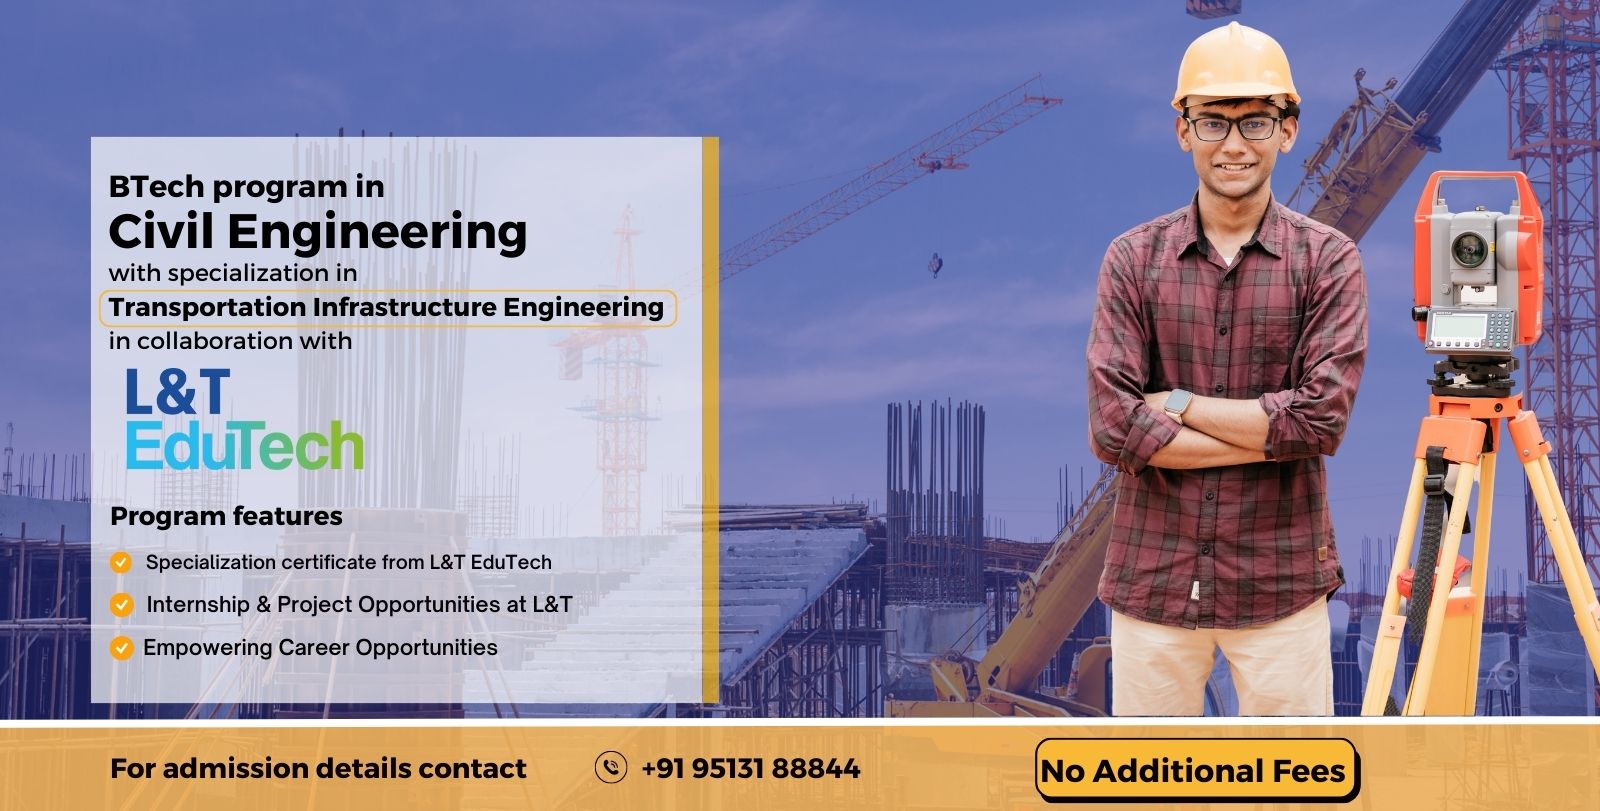 BTech program in
Civil Engineering
with specialization in
Transportation Infrastructure Engineering
in collaboration with
L&T
EduTech
Program features
Specialization certificate from L&T EduTech
Internship & Project Opportunities at L&T
Empowering Career Opportunities
For admission details contact
+91 95131 88844
No Additional Fees